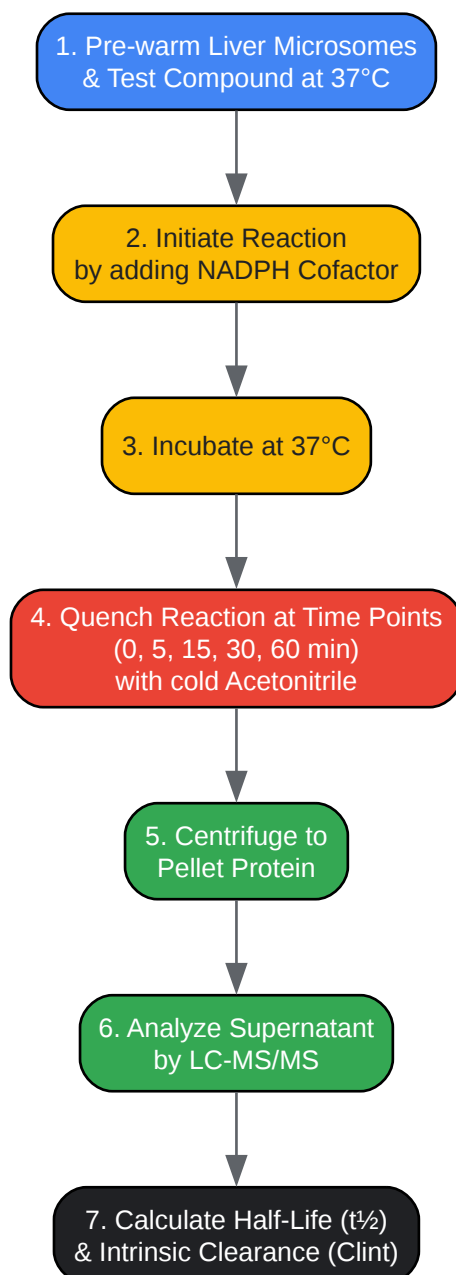 1. Pre-warm Liver Microsomes
& Test Compound at 37°C
2. Initiate Reaction
by adding NADPH Cofactor
3. Incubate at 37°C
4. Quench Reaction at Time Points
(0, 5, 15, 30, 60 min)
with cold Acetonitrile
5. Centrifuge to
Pellet Protein
6. Analyze Supernatant
by LC-MS/MS
7. Calculate Half-Life (t½)
& Intrinsic Clearance (Clint)